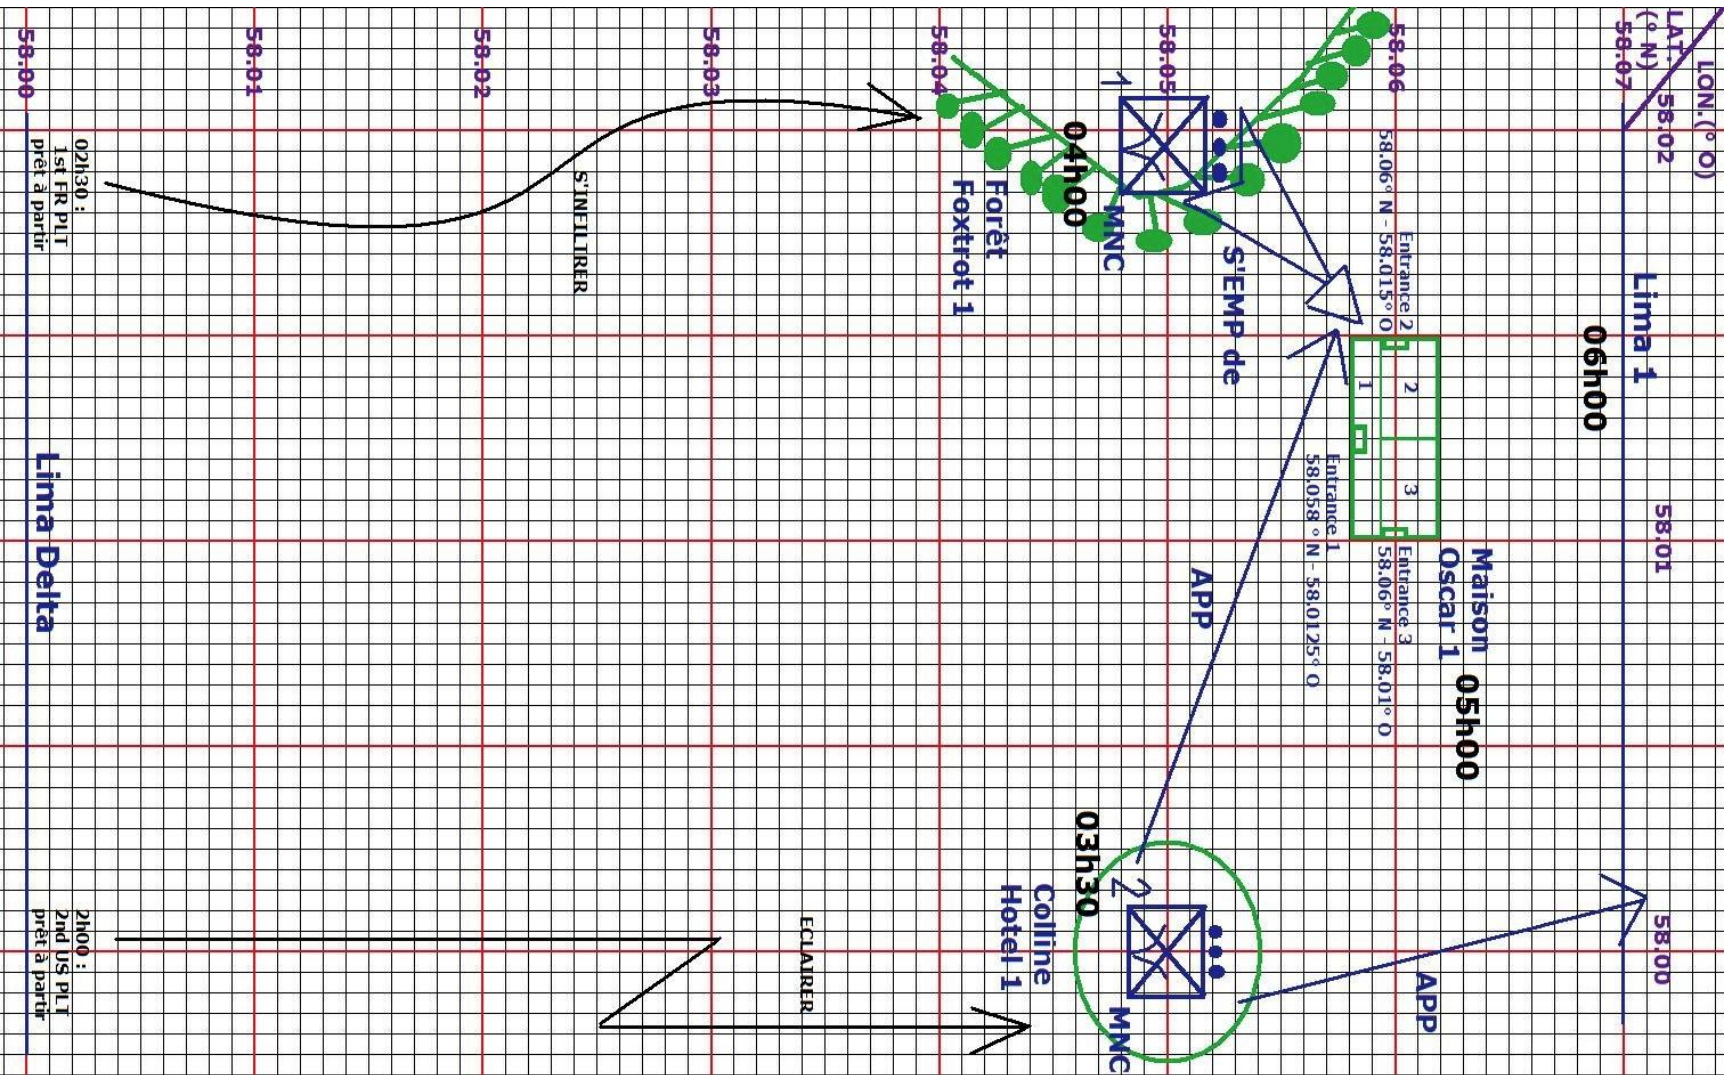 LON.(° O)
LAT.
(° N)
58.02
58.01
58.00
58.07
Lima 1
06h00
Maison
Oscar 1
05h00
APP
2
3
Entrance 2
58.06° N - 58.015° O
Entrance 3
58.06° N - 58.01° O
58.06
1
Entrance 1
58.058 ° N - 58.0125° O
S'EMP de
APP
58.05
1
MNC
2
MNC
04h00
03h30
Forêt
Foxtrot 1
Colline
Hotel 1
58.04
ECLAIRER
58.03
S'INFILTRER
58.02
58.01
02h30 :
1st FR PLT
prêt à partir
2h00 :
2nd US PLT
prêt à partir
Lima Delta
58.00